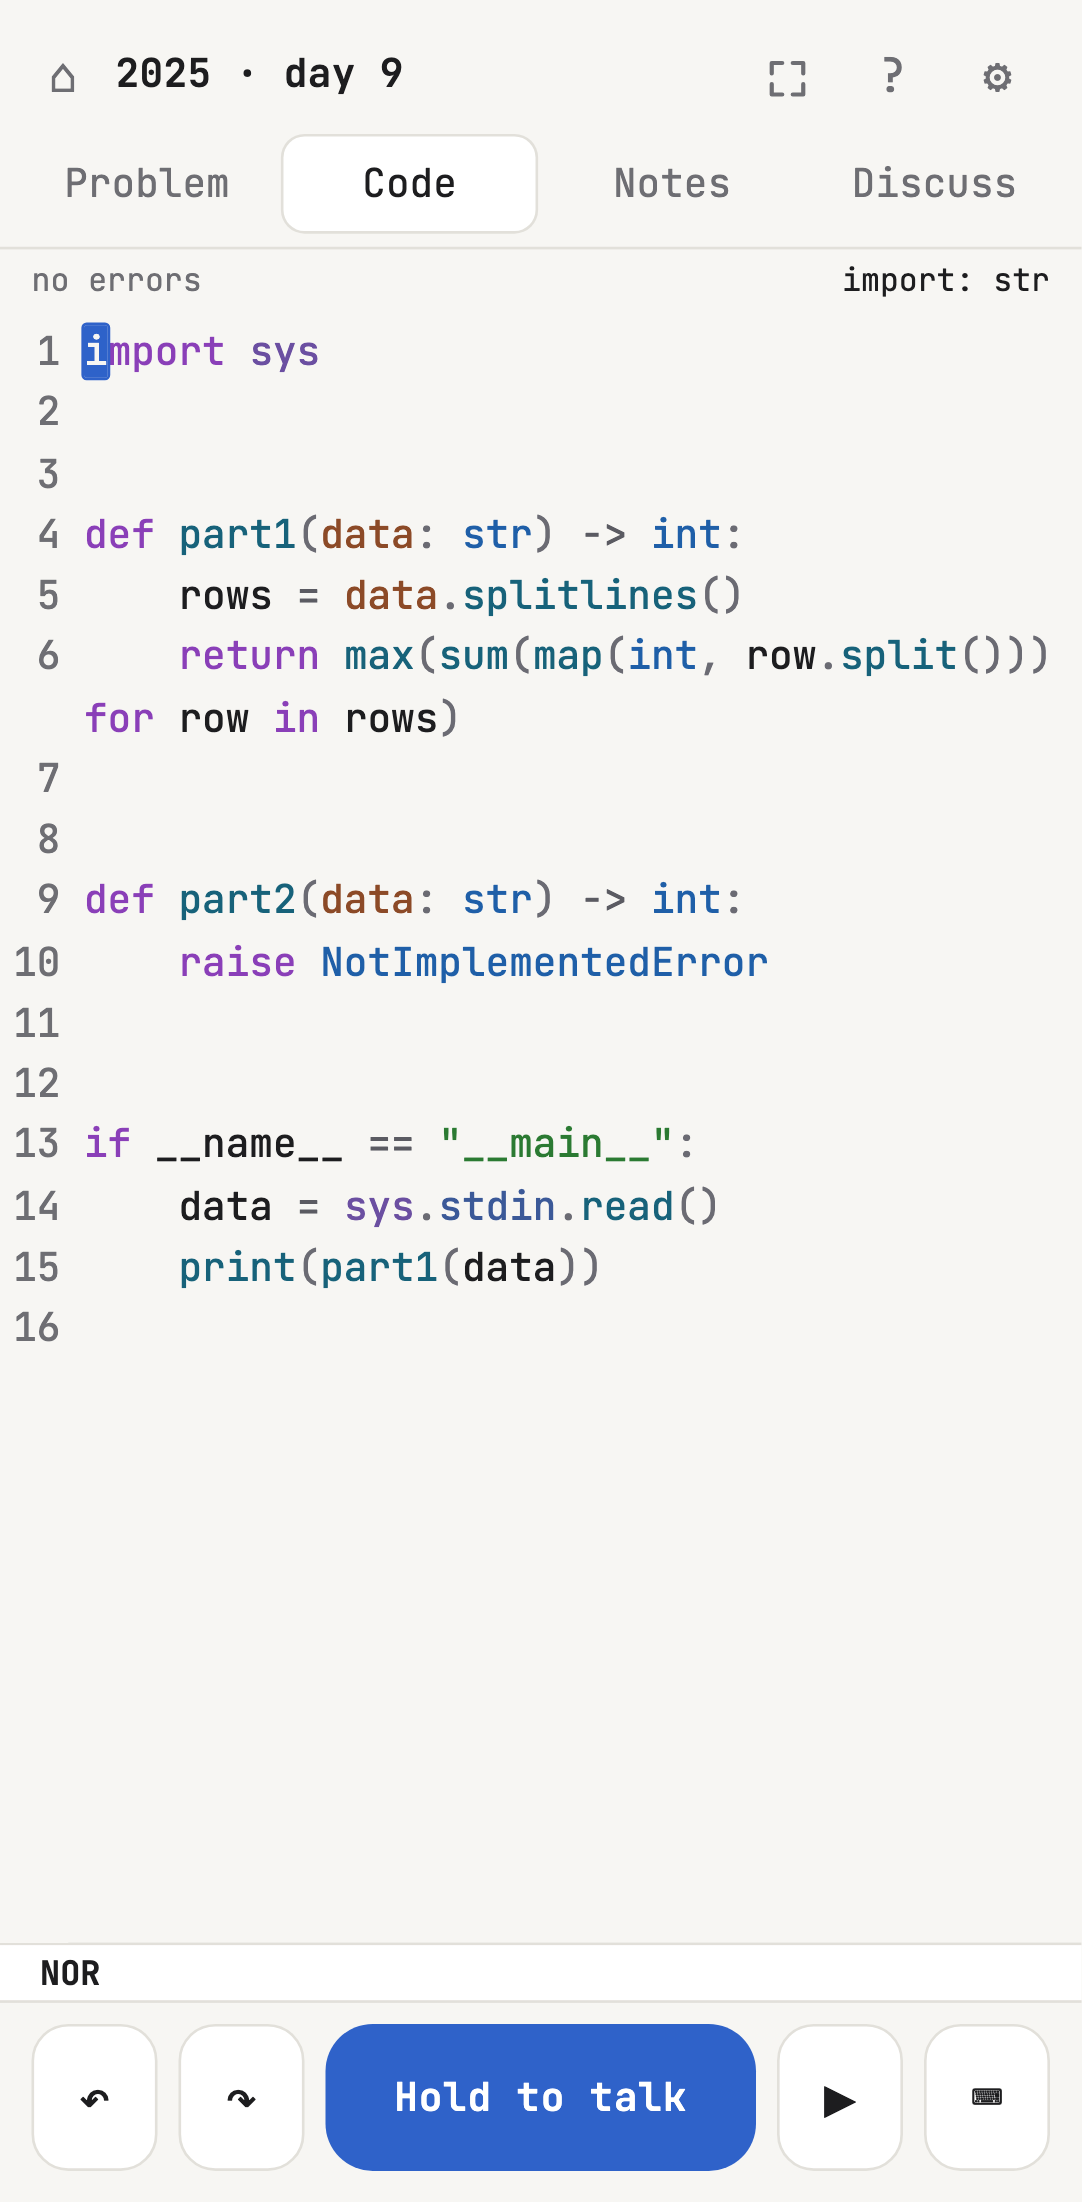 ⌂ 2025 · day 9 ? ⚙
Problem Code Notes Discuss
no errors import: str
1 import sys
2
3
4 def part1(data: str) -> int:
5     rows = data.splitlines()
6     return max(sum(map(int, row.split()))
for row in rows)
7
8
9 def part2(data: str) -> int:
10     raise NotImplementedError
11
12
13 if __name__ == "__main__":
14     data = sys.stdin.read()
15     print(part1(data))
16
NOR
↶ ↷ Hold to talk ▶ ⌨